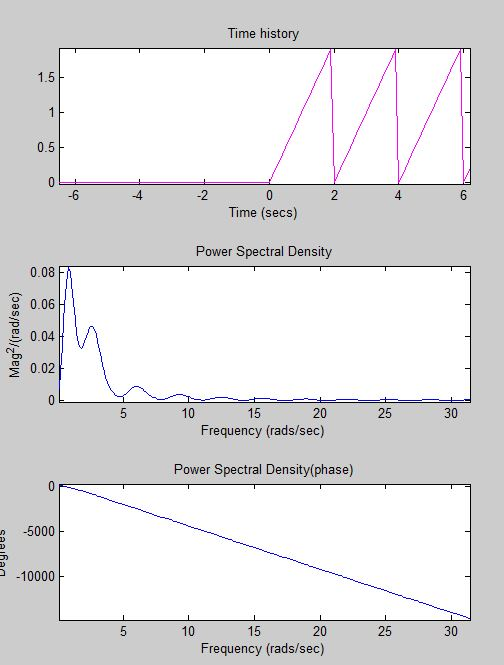 Time history
1.5
1
0.5
0
-6 -4 -2 0 2 4 6
Time (secs)
Power Spectral Density
0.08
0.06
0.04
0.02
0
Mag2/(rad/sec)
5 10 15 20 25 30
Frequency (rads/sec)
Power Spectral Density(phase)
0
-5000
-10000
Degrees
5 10 15 20 25 30
Frequency (rads/sec)